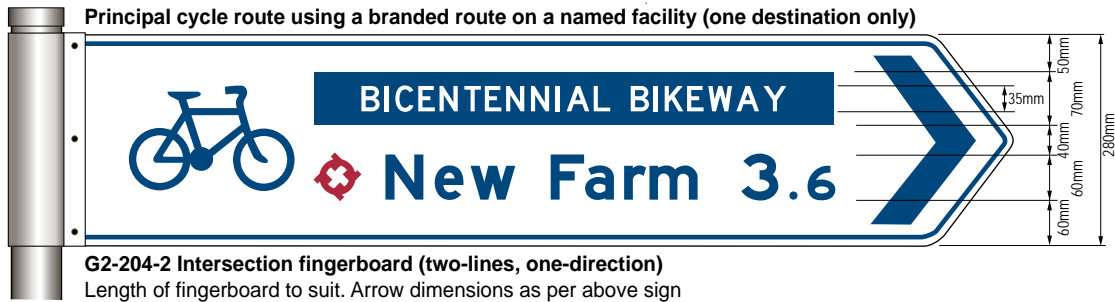 Principal cycle route using a branded route on a named facility (one destination only)
BICENTENNIAL BIKEWAY
New Farm 3.6
50mm
70mm
35mm
40mm
60mm
60mm
280mm
G2-204-2 Intersection fingerboard (two-lines, one-direction)
Length of fingerboard to suit. Arrow dimensions as per above sign